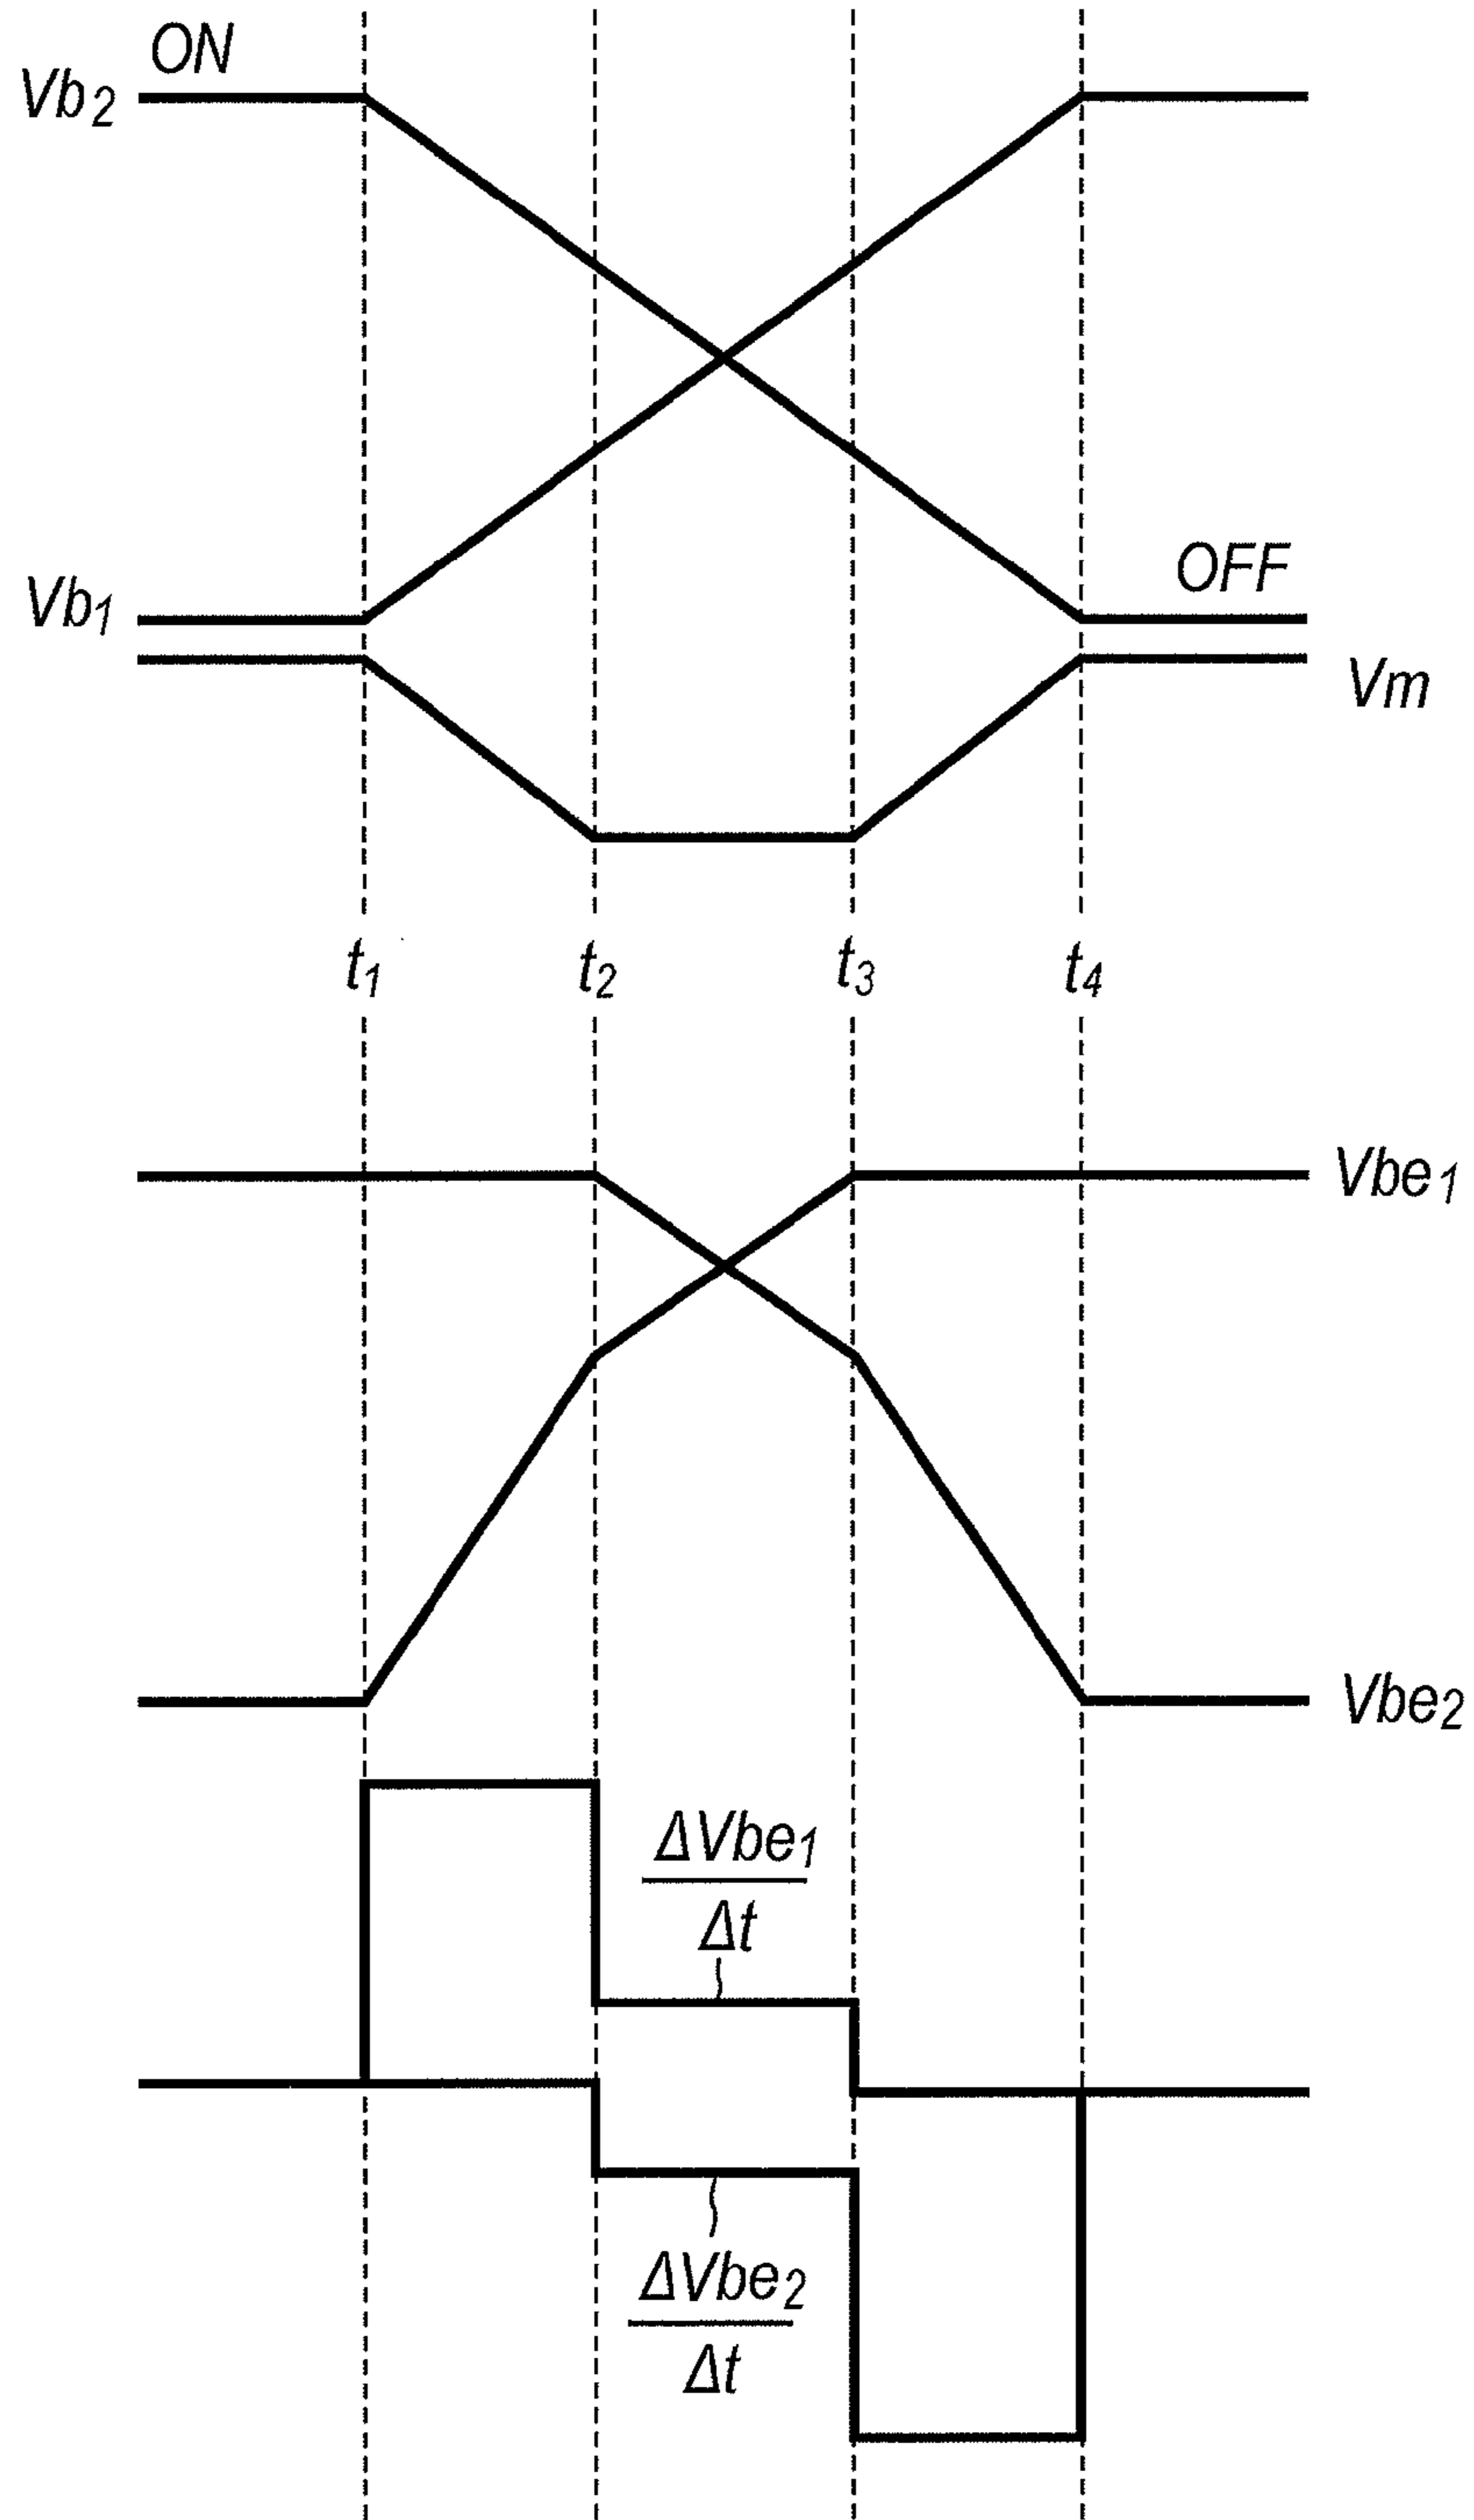 ON
Vb2
Vb1
OFF
Vm
t1 t2 t3 t4
Vbe1
Vbe2
ΔVbe1
Δt
ΔVbe2
Δt